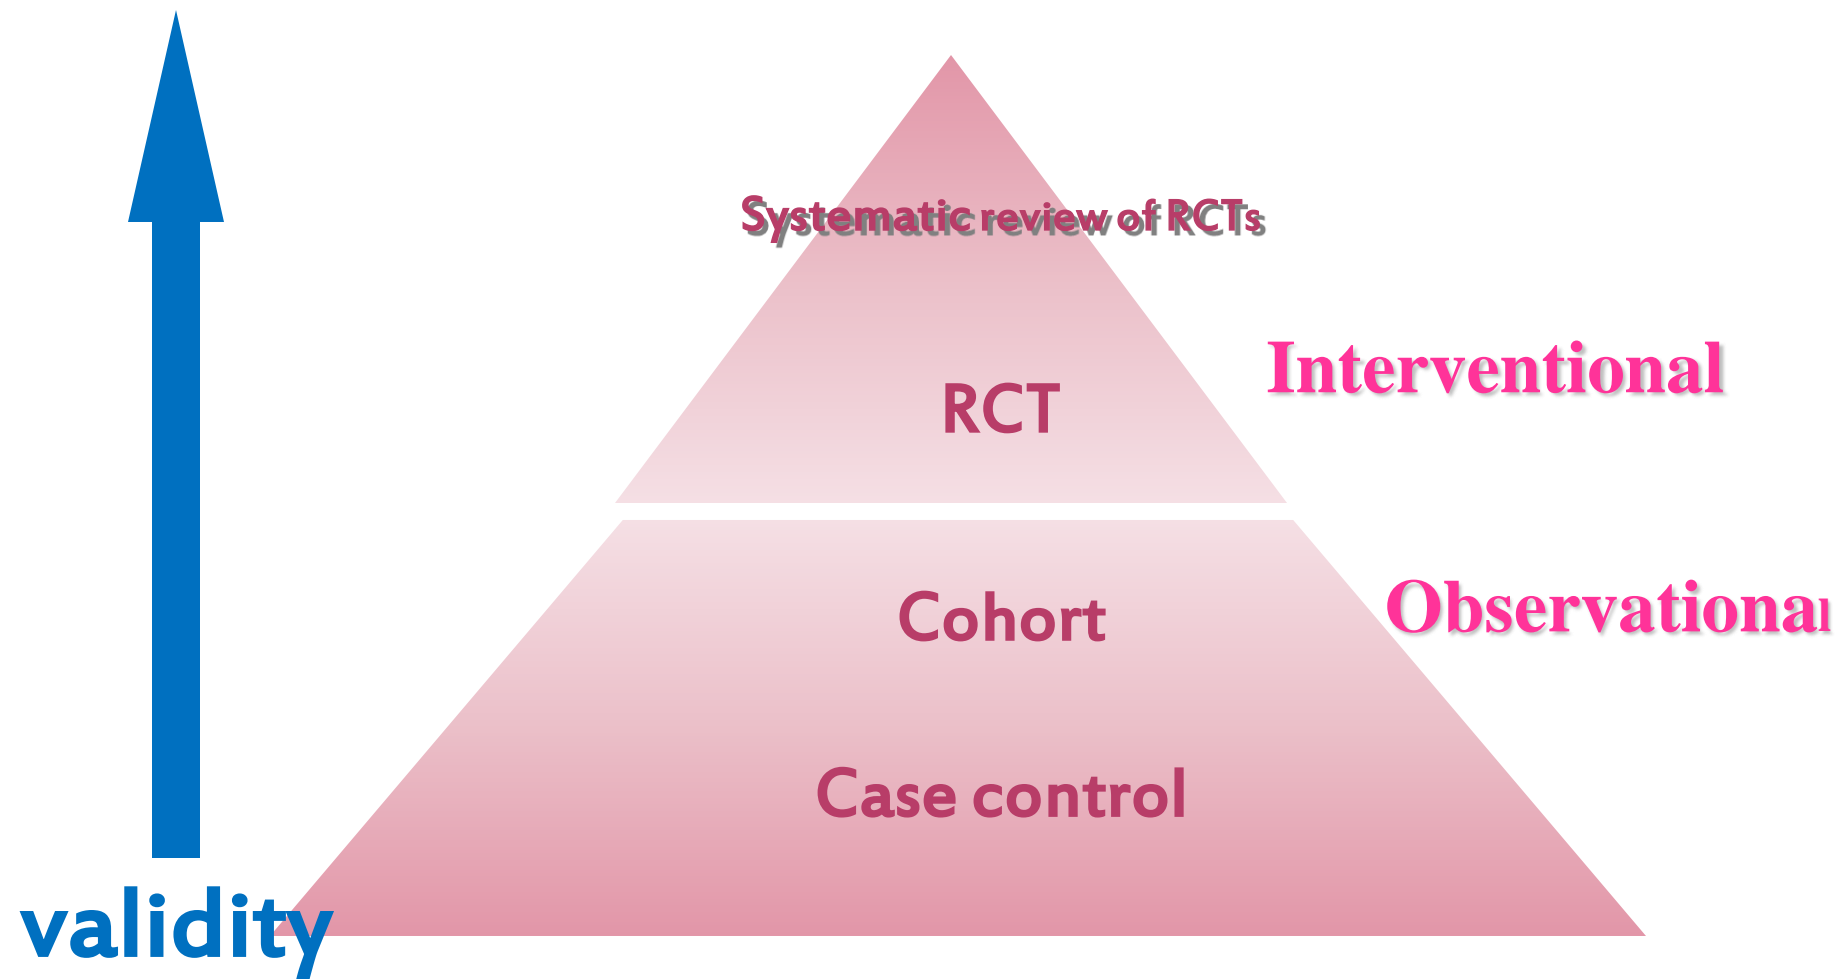 Systematic review of RCTs
Interventional
RCT
Observational
Cohort
Case control
validity